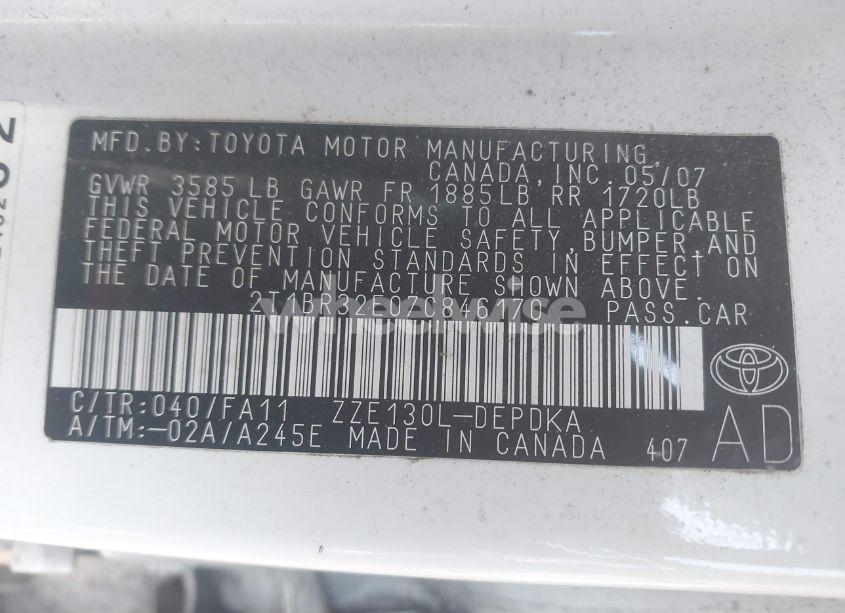 MFD. BY: TOYOTA MOTOR MANUFACTURING,
CANADA, INC. 05/07
GVWR 3585 LB GAWR FR 1885LB RR 1720LB
THIS VEHICLE CONFORMS TO ALL APPLICABLE
FEDERAL MOTOR VEHICLE SAFETY, BUMPER, AND
THEFT PREVENTION STANDARDS IN EFFECT ON
THE DATE OF MANUFACTURE SHOWN ABOVE.
PASS. CAR
wheelwise
C/TR: 040/FA11 ZZE130L-DEPDKA
A/TM: -02A/A245E MADE IN CANADA 407 AD